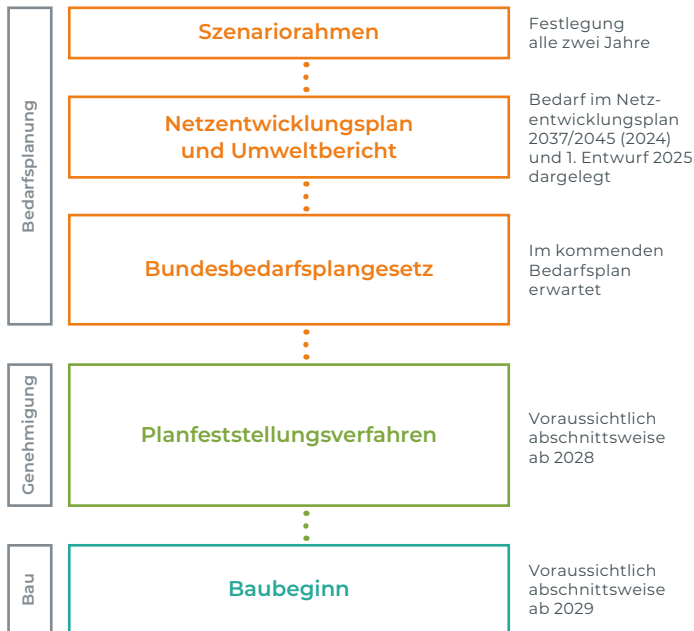 Bedarfsplanung
Szenariorahmen
Festlegung
alle zwei Jahre
Netzentwicklungsplan
und Umweltbericht
Bedarf im Netz-
entwicklungsplan
2037/2045 (2024)
und 1. Entwurf 2025
dargelegt
Bundesbedarfsplangesetz
Im kommenden
Bedarfsplan
erwartet
Genehmigung
Planfeststellungsverfahren
Voraussichtlich
abschnittsweise
ab 2028
Bau
Baubeginn
Voraussichtlich
abschnittsweise
ab 2029